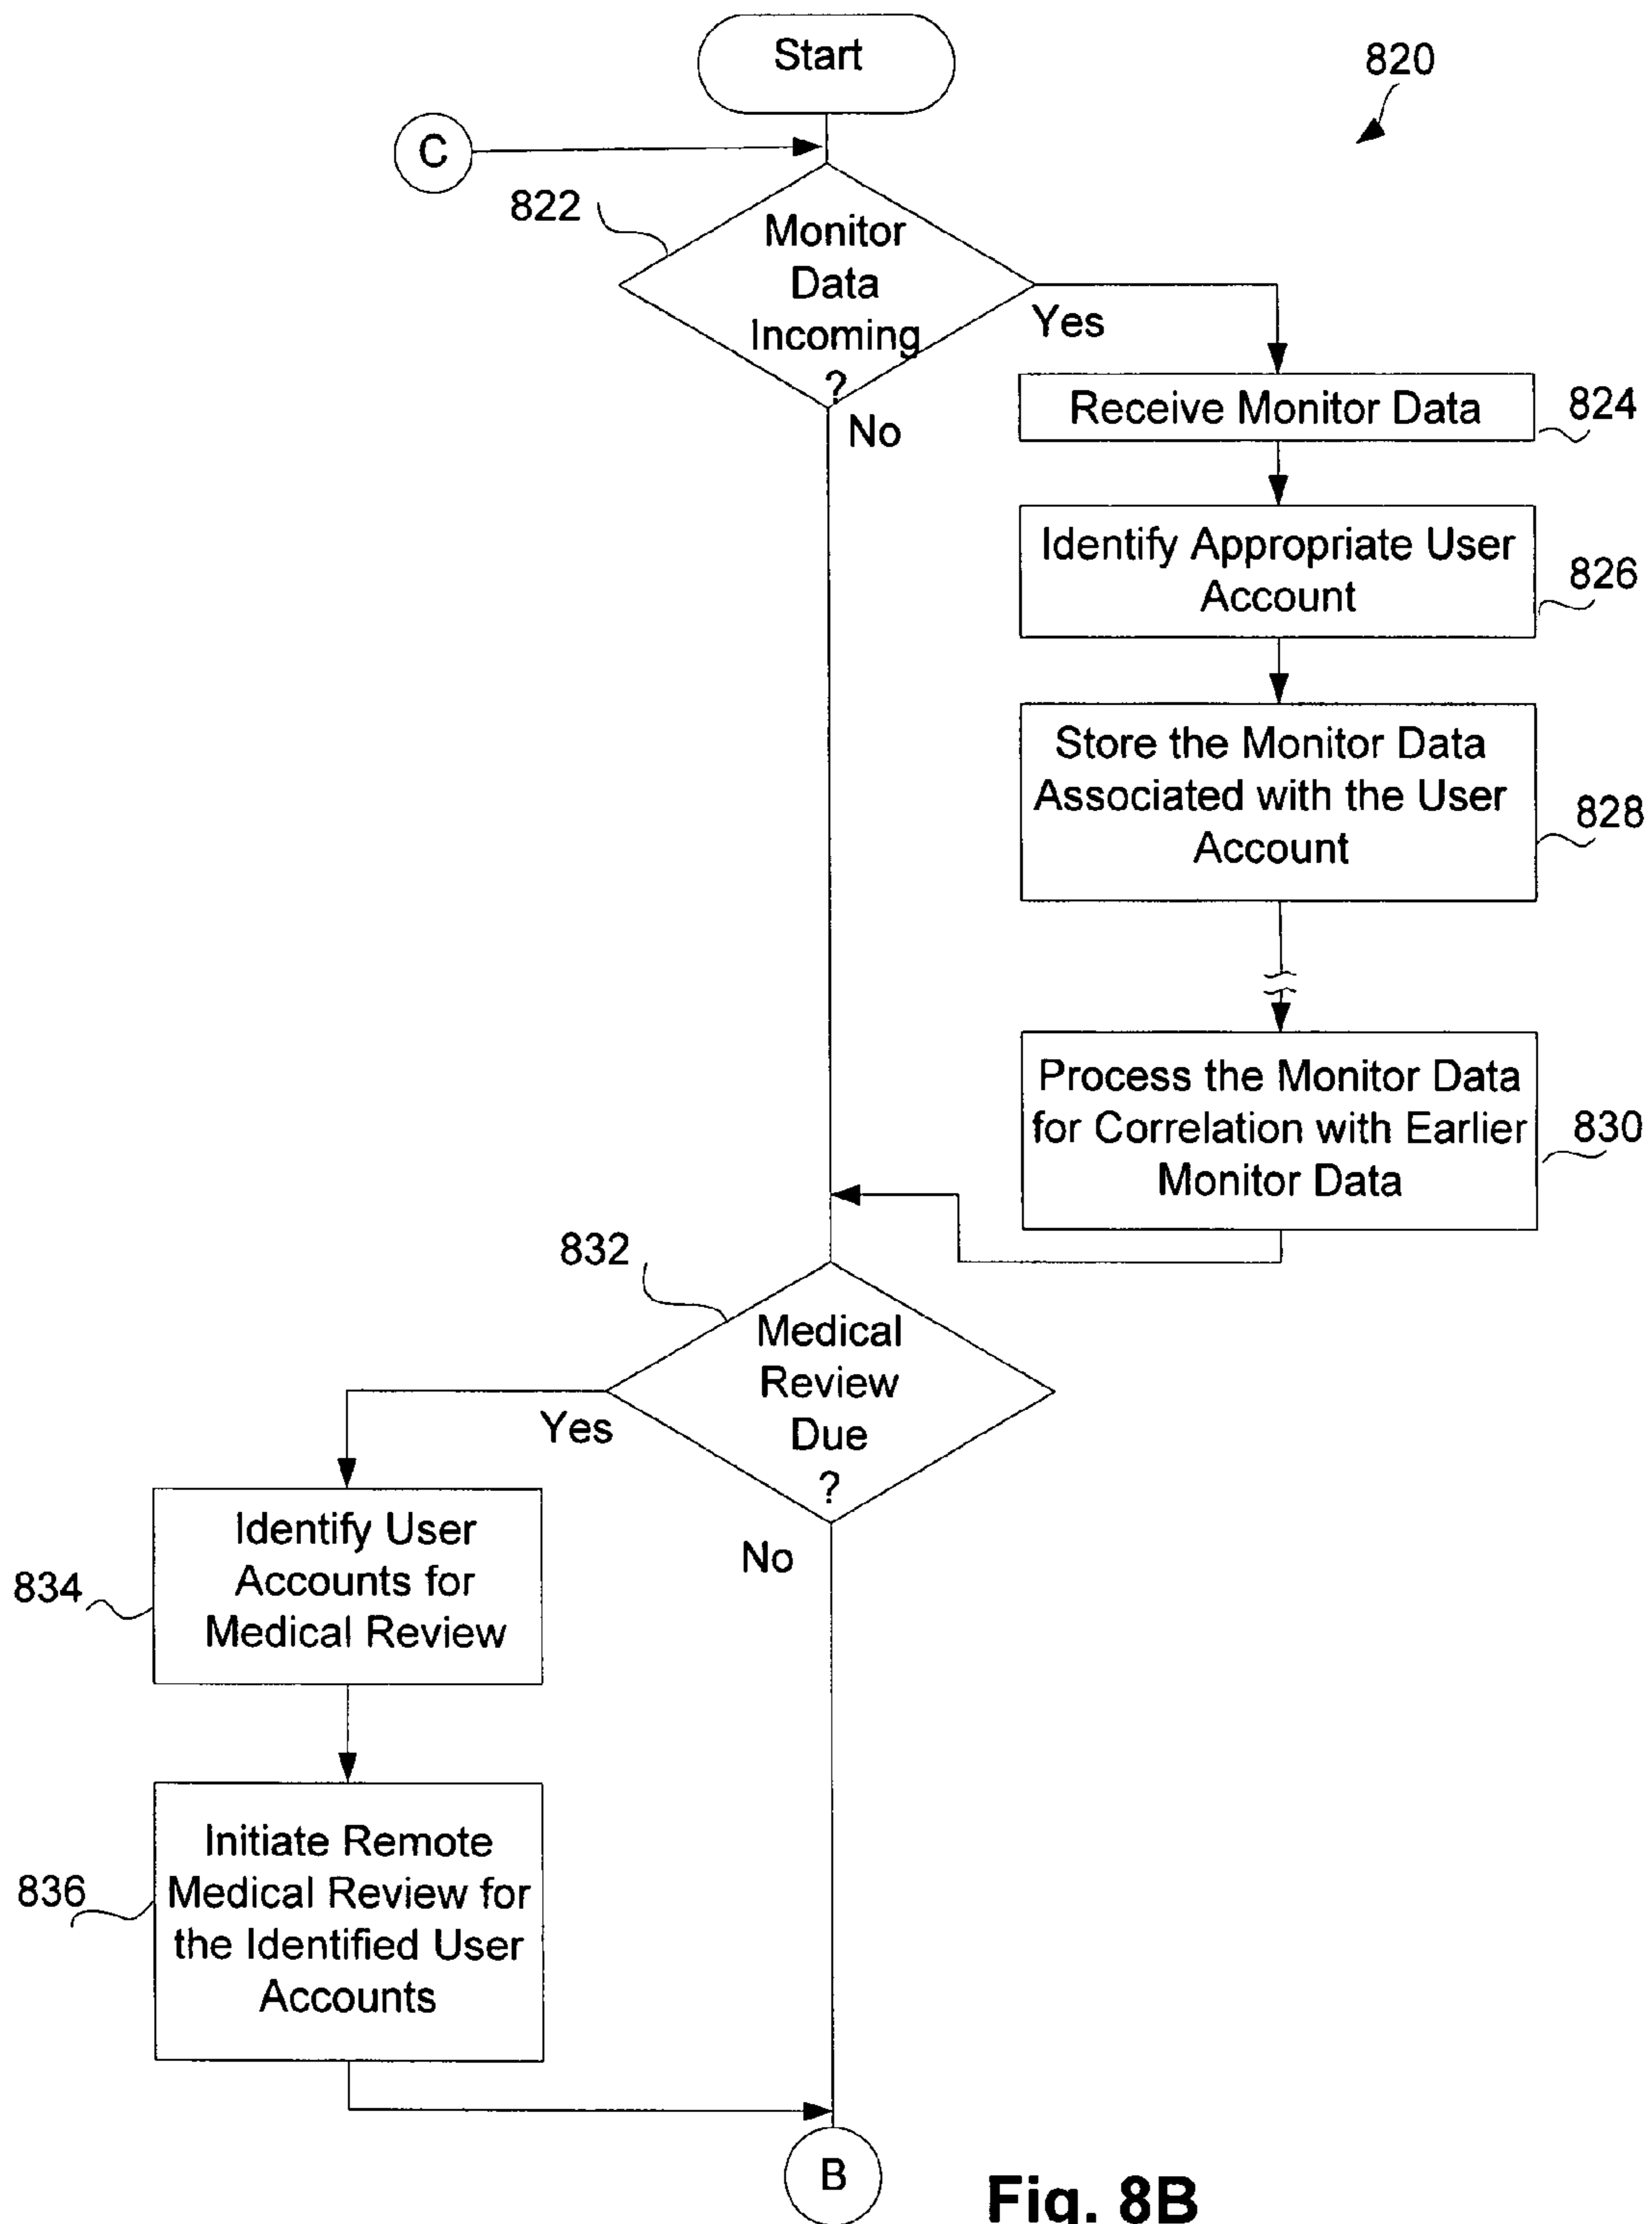 Start
820
C
822
Monitor
Data
Incoming
?
Yes
No
Receive Monitor Data
824
Identify Appropriate User
Account
826
Store the Monitor Data
Associated with the User
Account
828
Process the Monitor Data
for Correlation with Earlier
Monitor Data
830
832
Medical
Review
Due
?
Yes
No
Identify User
Accounts for
Medical Review
834
Initiate Remote
Medical Review for
the Identified User
Accounts
836
B
Fig. 8B